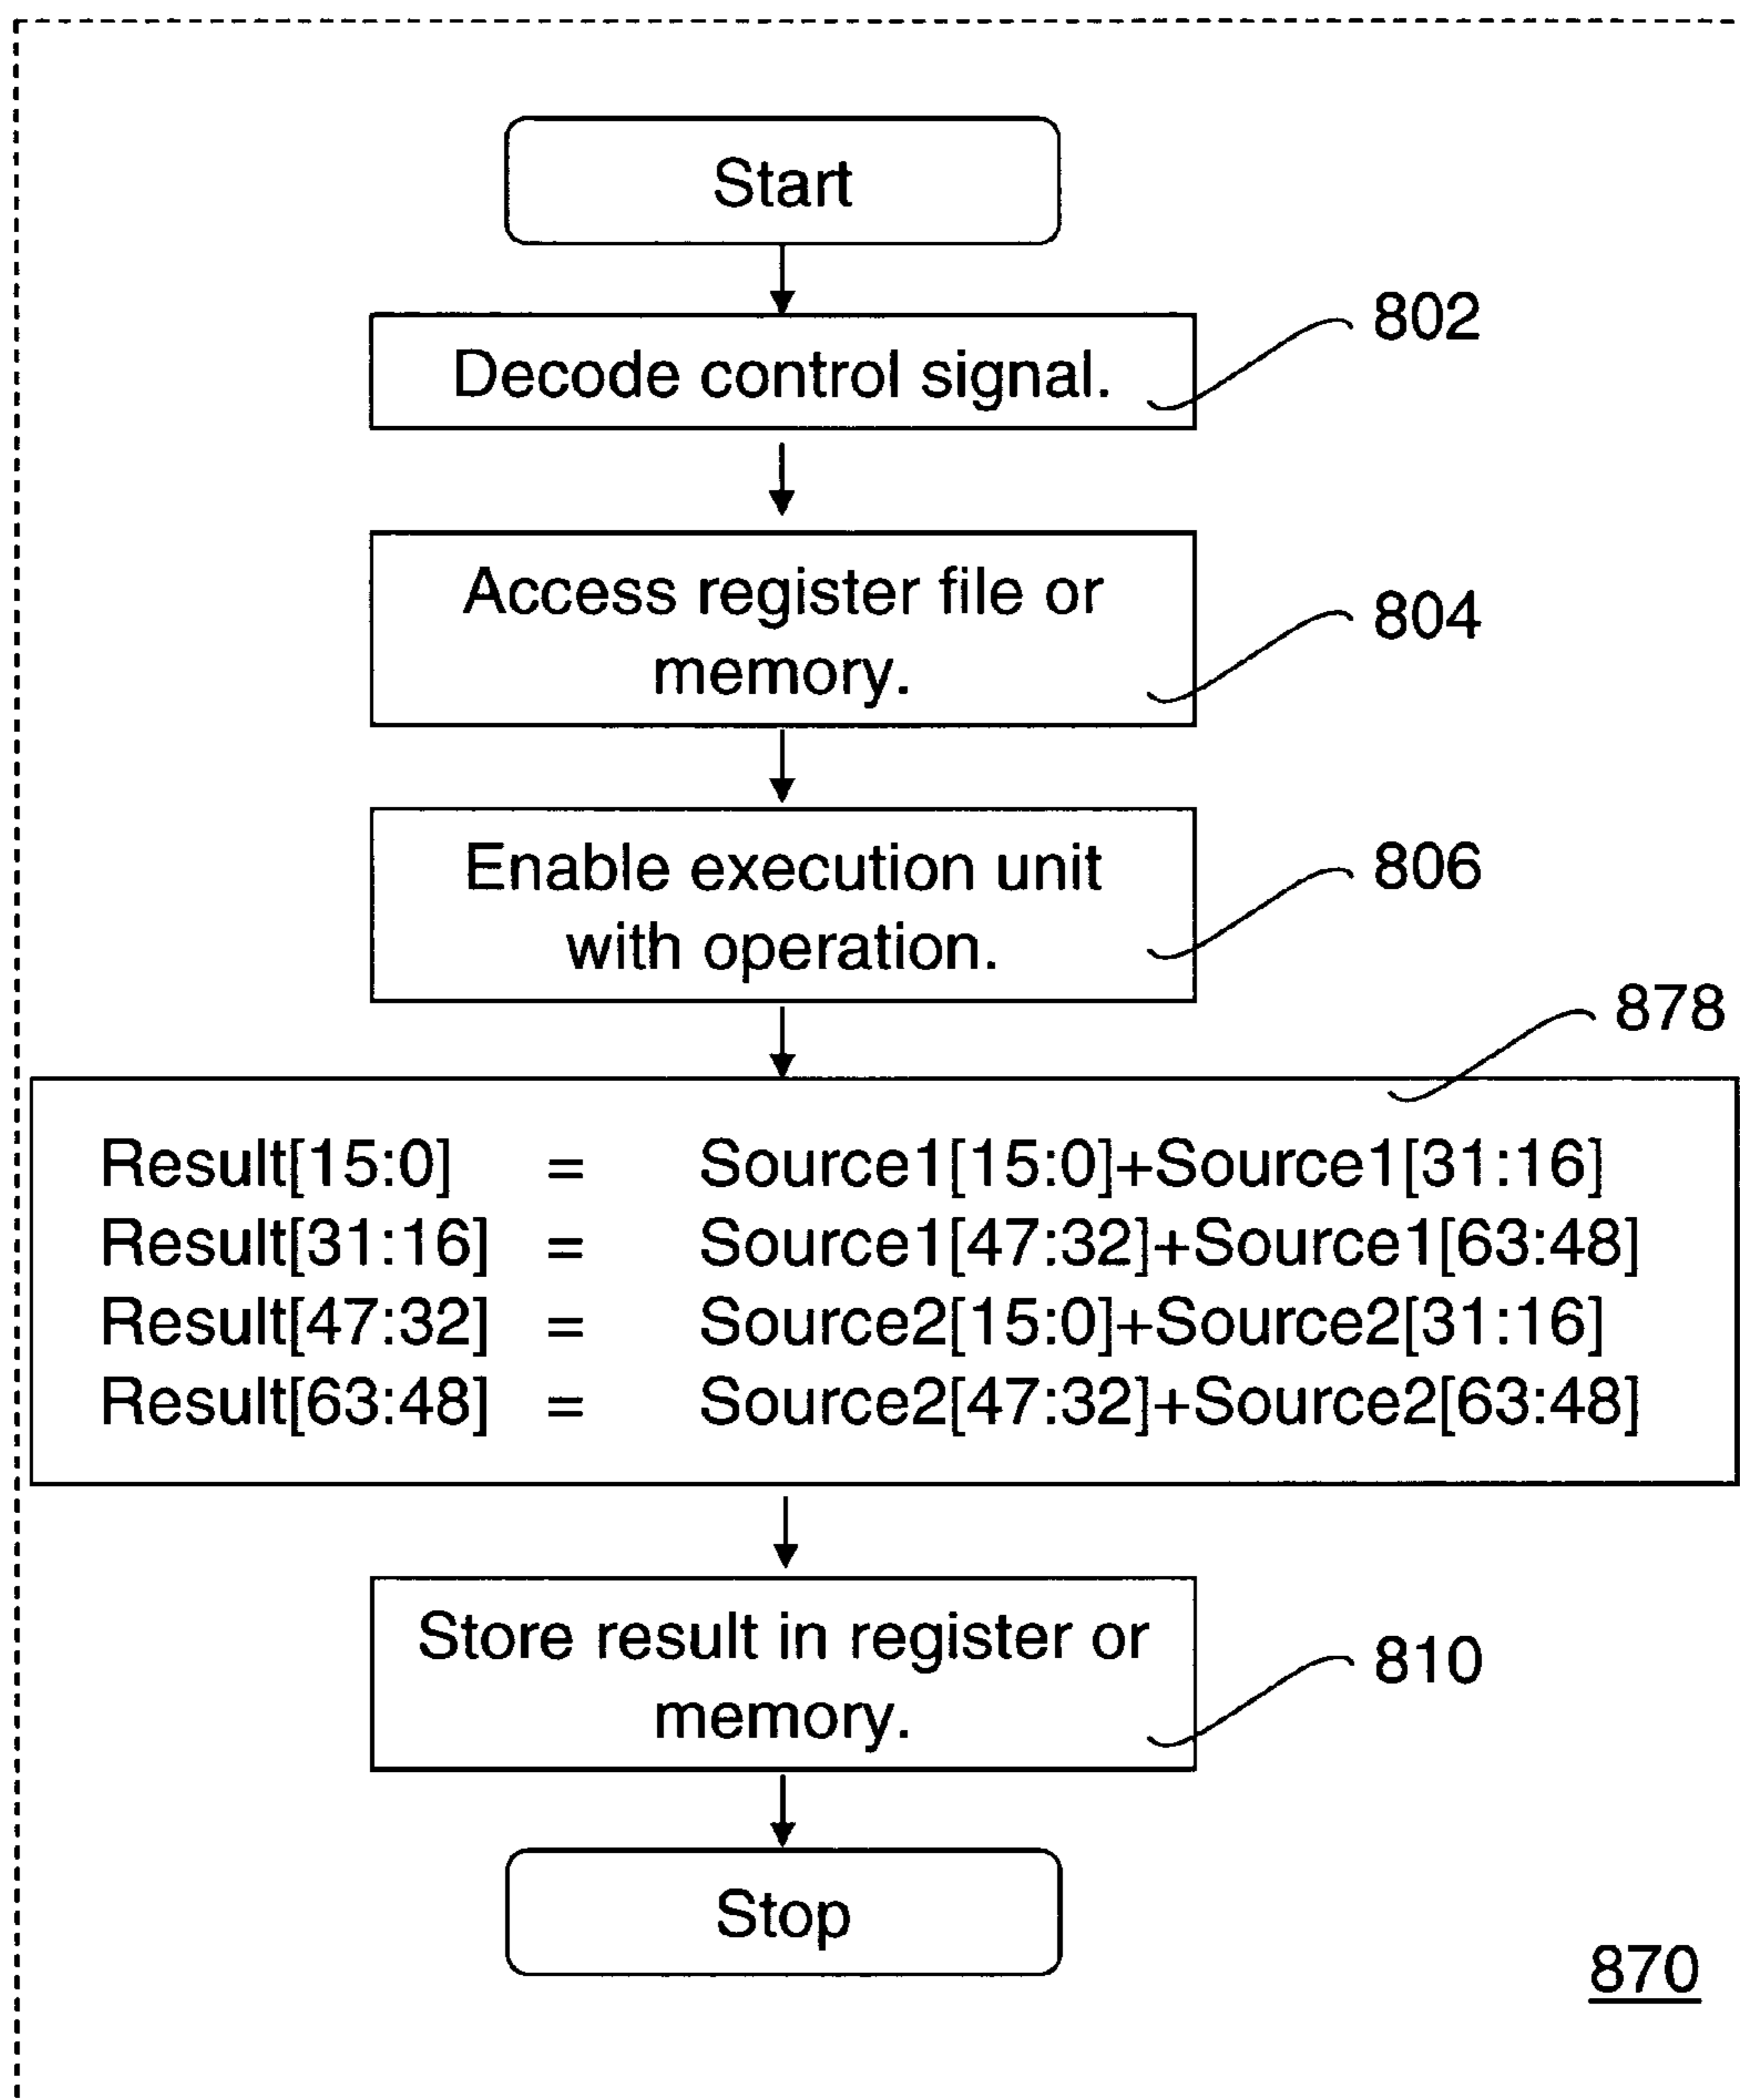 Start
802
Decode control signal.
Access register file or
memory.
804
Enable execution unit
with operation.
806
878
Result[15:0] = Source1[15:0]+Source1[31:16]
Result[31:16] = Source1[47:32]+Source1[63:48]
Result[47:32] = Source2[15:0]+Source2[31:16]
Result[63:48] = Source2[47:32]+Source2[63:48]
Store result in register or
memory.
810
Stop
870